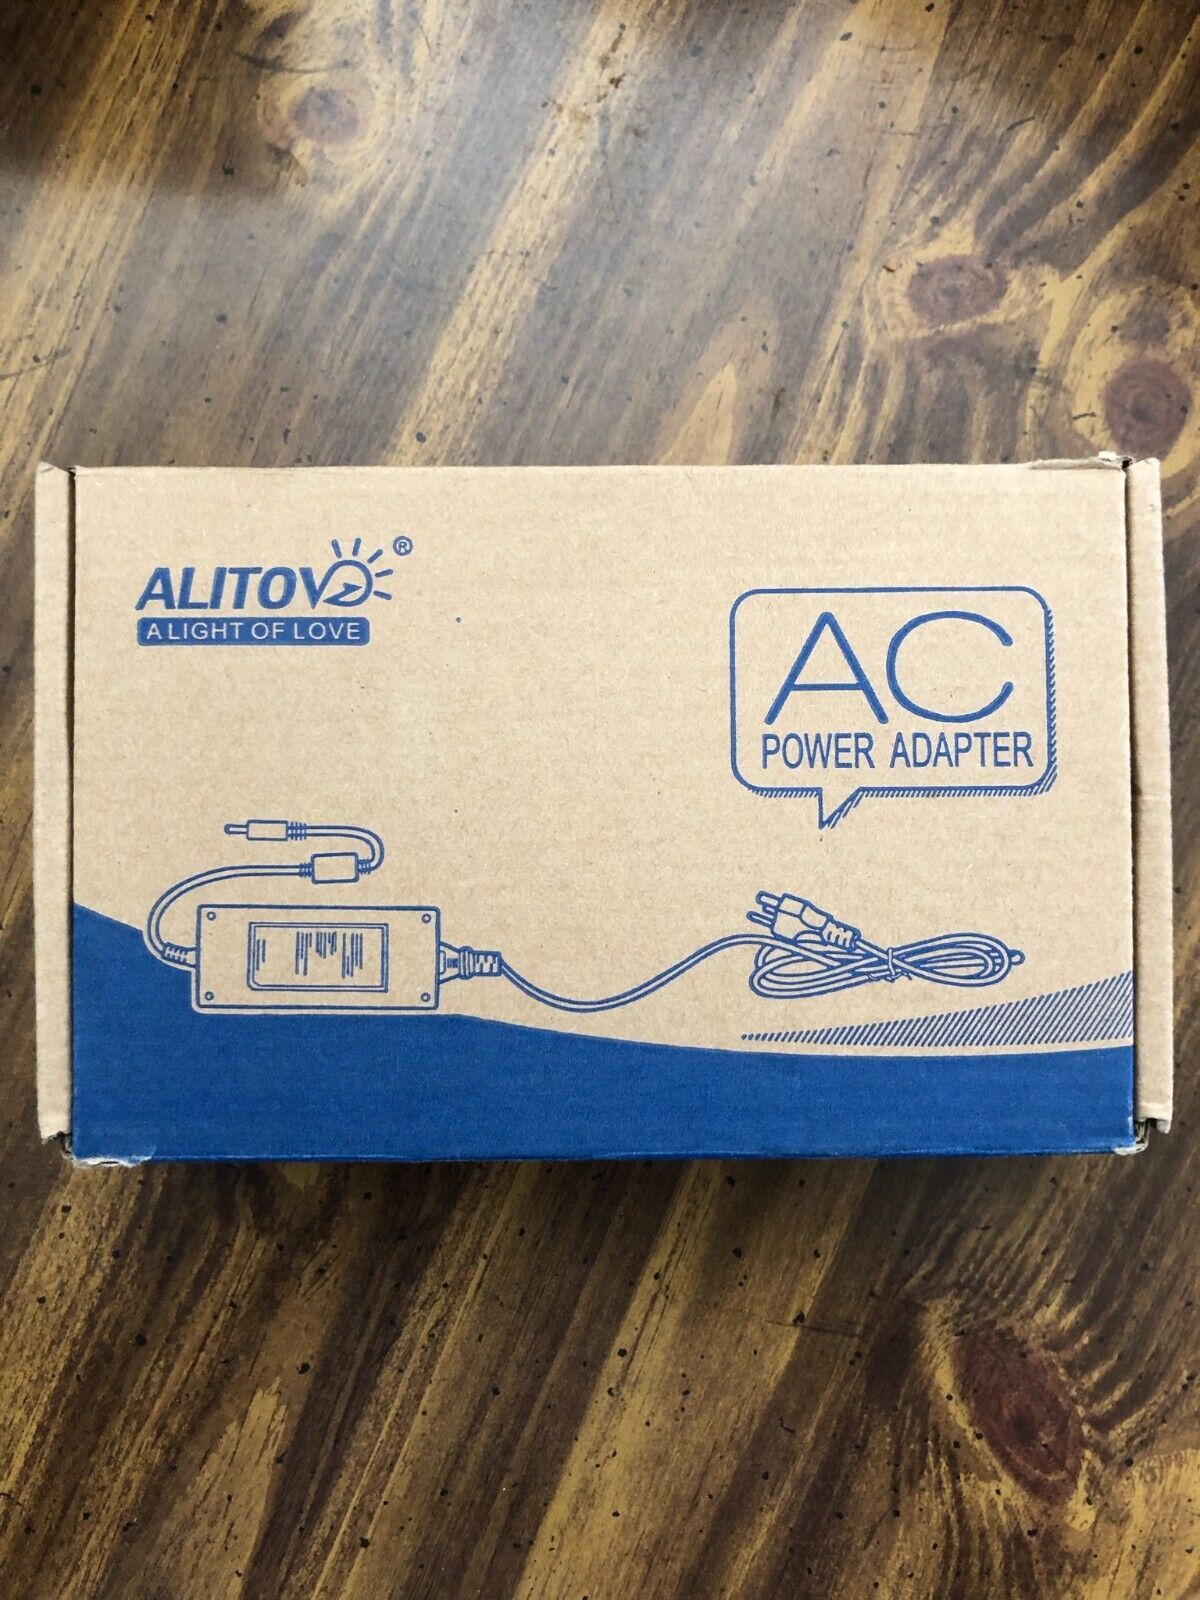 ALITOVE®
A LIGHT OF LOVE
AC
POWER ADAPTER